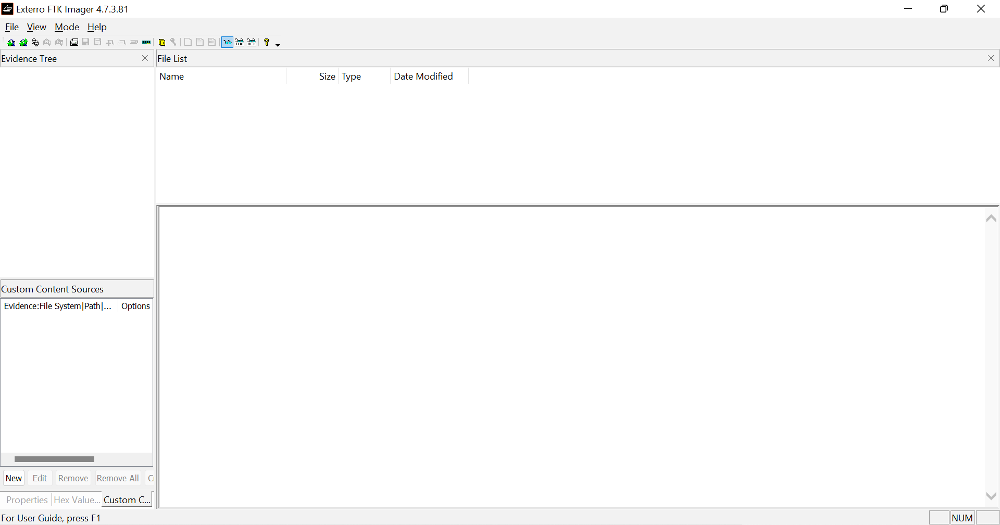 Exterro FTK Imager 4.7.3.81
File View Mode Help
TEXT HEX
Evidence Tree
File List
Name Size Type Date Modified
Custom Content Sources
Evidence:File System|Path|... Options
New Edit Remove Remove All
Properties Hex Value... Custom C...
For User Guide, press F1
NUM